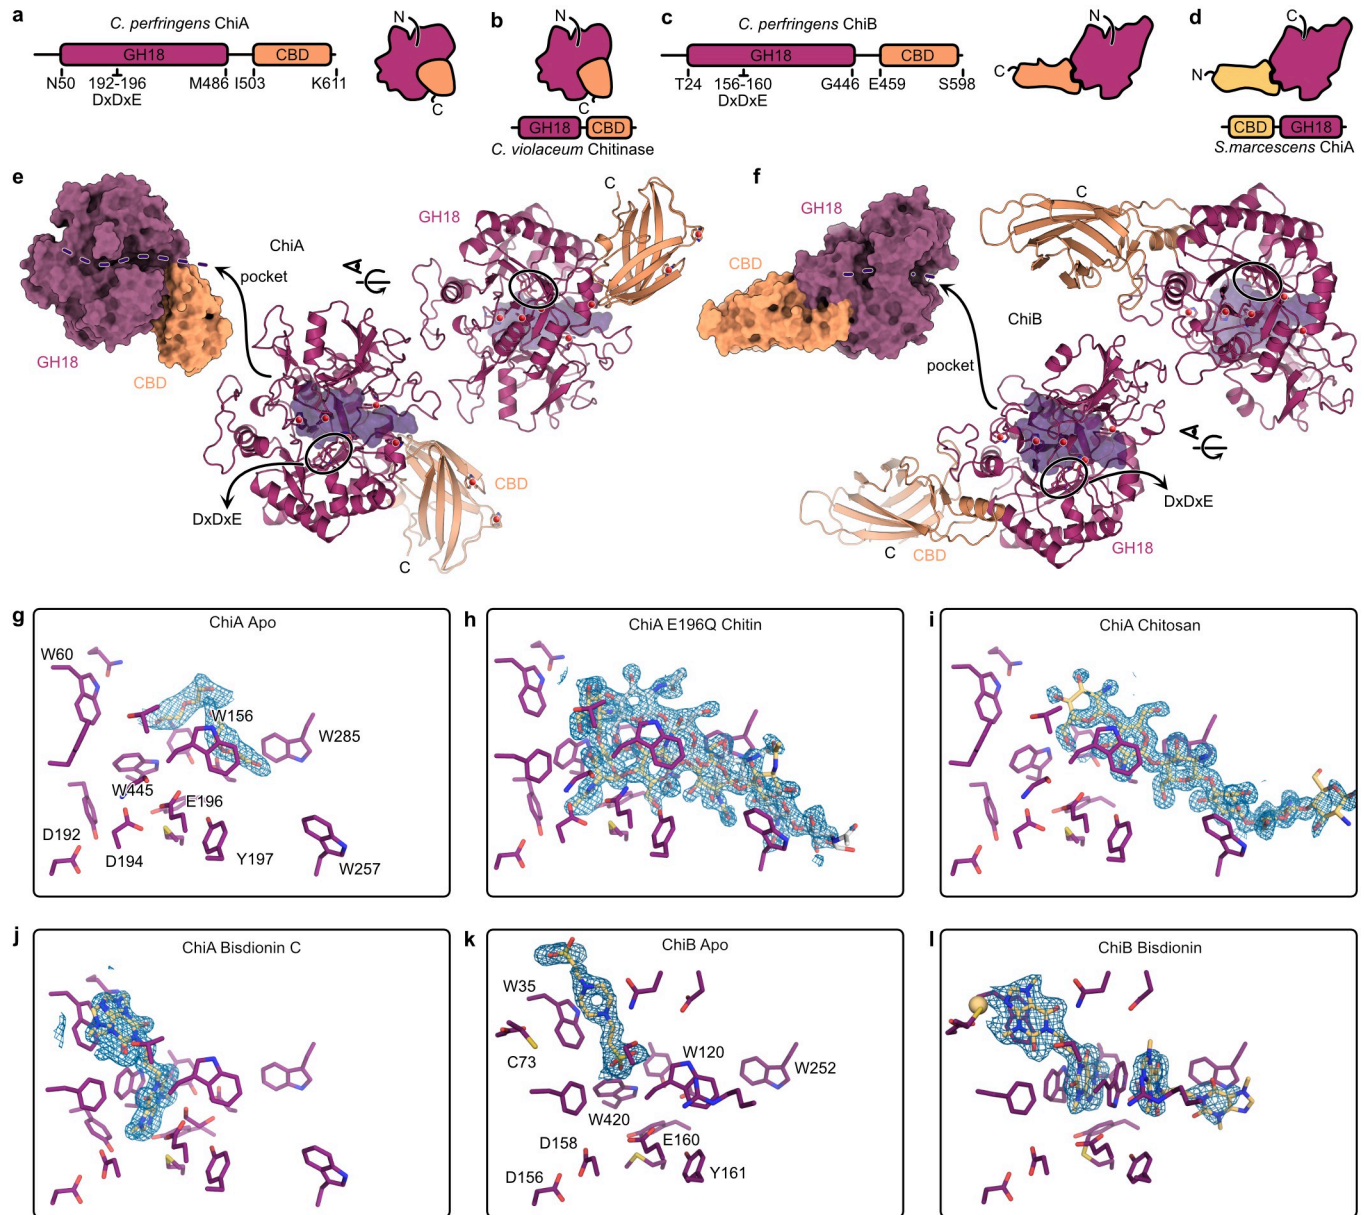 a
C. perfringens ChiA
GH18
CBD
N50
192-196
DxDxE
M486
I503
K611
N
C
b
N
C
GH18
CBD
C. violaceum Chitinase
c
C. perfringens ChiB
GH18
CBD
T24
156-160
DxDxE
G446
E459
S598
N
C
d
C
N
CBD
GH18
S.marcescens ChiA
e
ChiA
pocket
GH18
CBD
GH18
C
DxDxE
CBD
C
f
GH18
CBD
ChiB
pocket
C
DxDxE
C
CBD
GH18
g
ChiA Apo
W60
W156
W285
W445
E196
D192
D194
Y197
W257
h
ChiA E196Q Chitin
i
ChiA Chitosan
j
ChiA Bisdionin C
k
ChiB Apo
W35
C73
W120
W252
W420
D158
E160
D156
Y161
l
ChiB Bisdionin